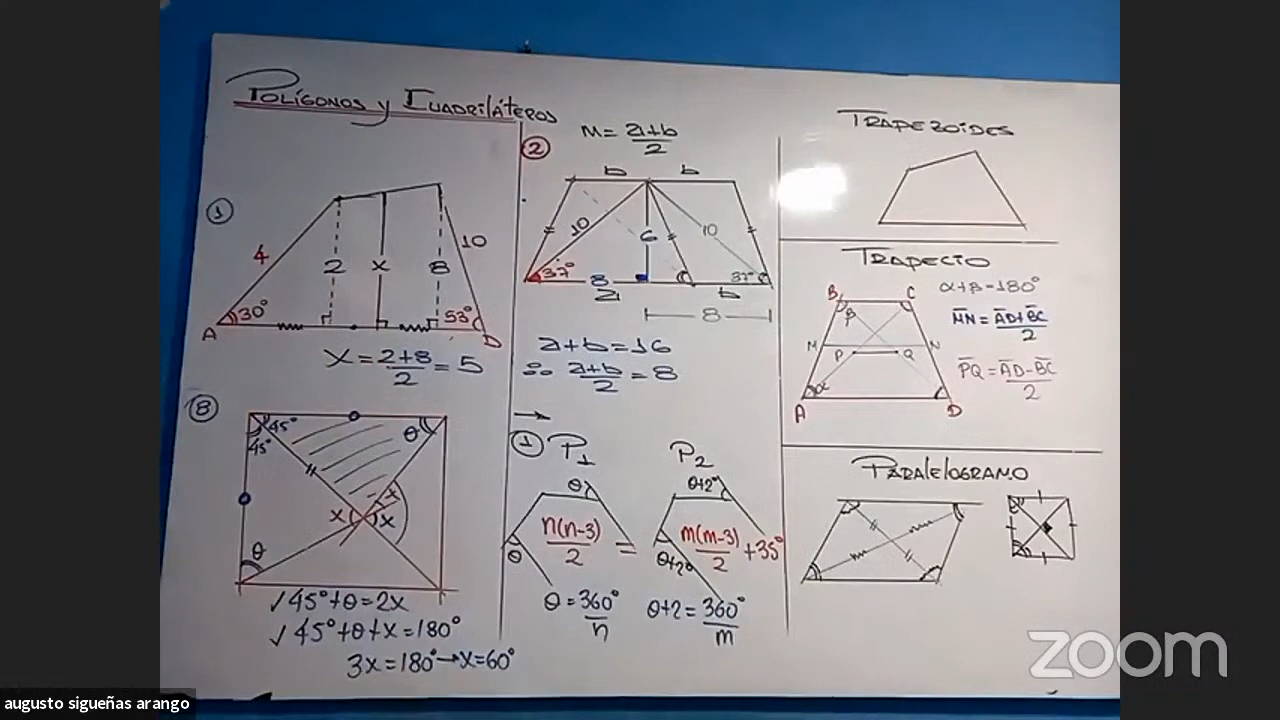 POLÍGONOS y CUADRILÁTEROS
①
4
2
x
8
10
A
30°
53°
D
X = (2+8)/2 = 5
②
M = (a+b)/2
b
b
10
6
10
37°
8
37°
a
b
8
a+b=16
∴ (a+b)/2 = 8
⑧
45°
45°
θ
x
x
x
θ
√ 45°+θ=2x
√ 45°+θ+x=180°
3x=180°→x=60°
→
①
P1
P2
θ
θ+2°
n(n-3)/2 = m(m-3)/2 +35°
θ
θ+2°
θ = 360°/n
θ+2 = 360°/m
TRAPEZOIDES
TRAPECIO
B
C
β
M
N
P
Q
α
A
D
α+β=180°
MN = (AD+BC)/2
PQ = (AD-BC)/2
PARALELOGRAMO
zoom
augusto sigueñas arango